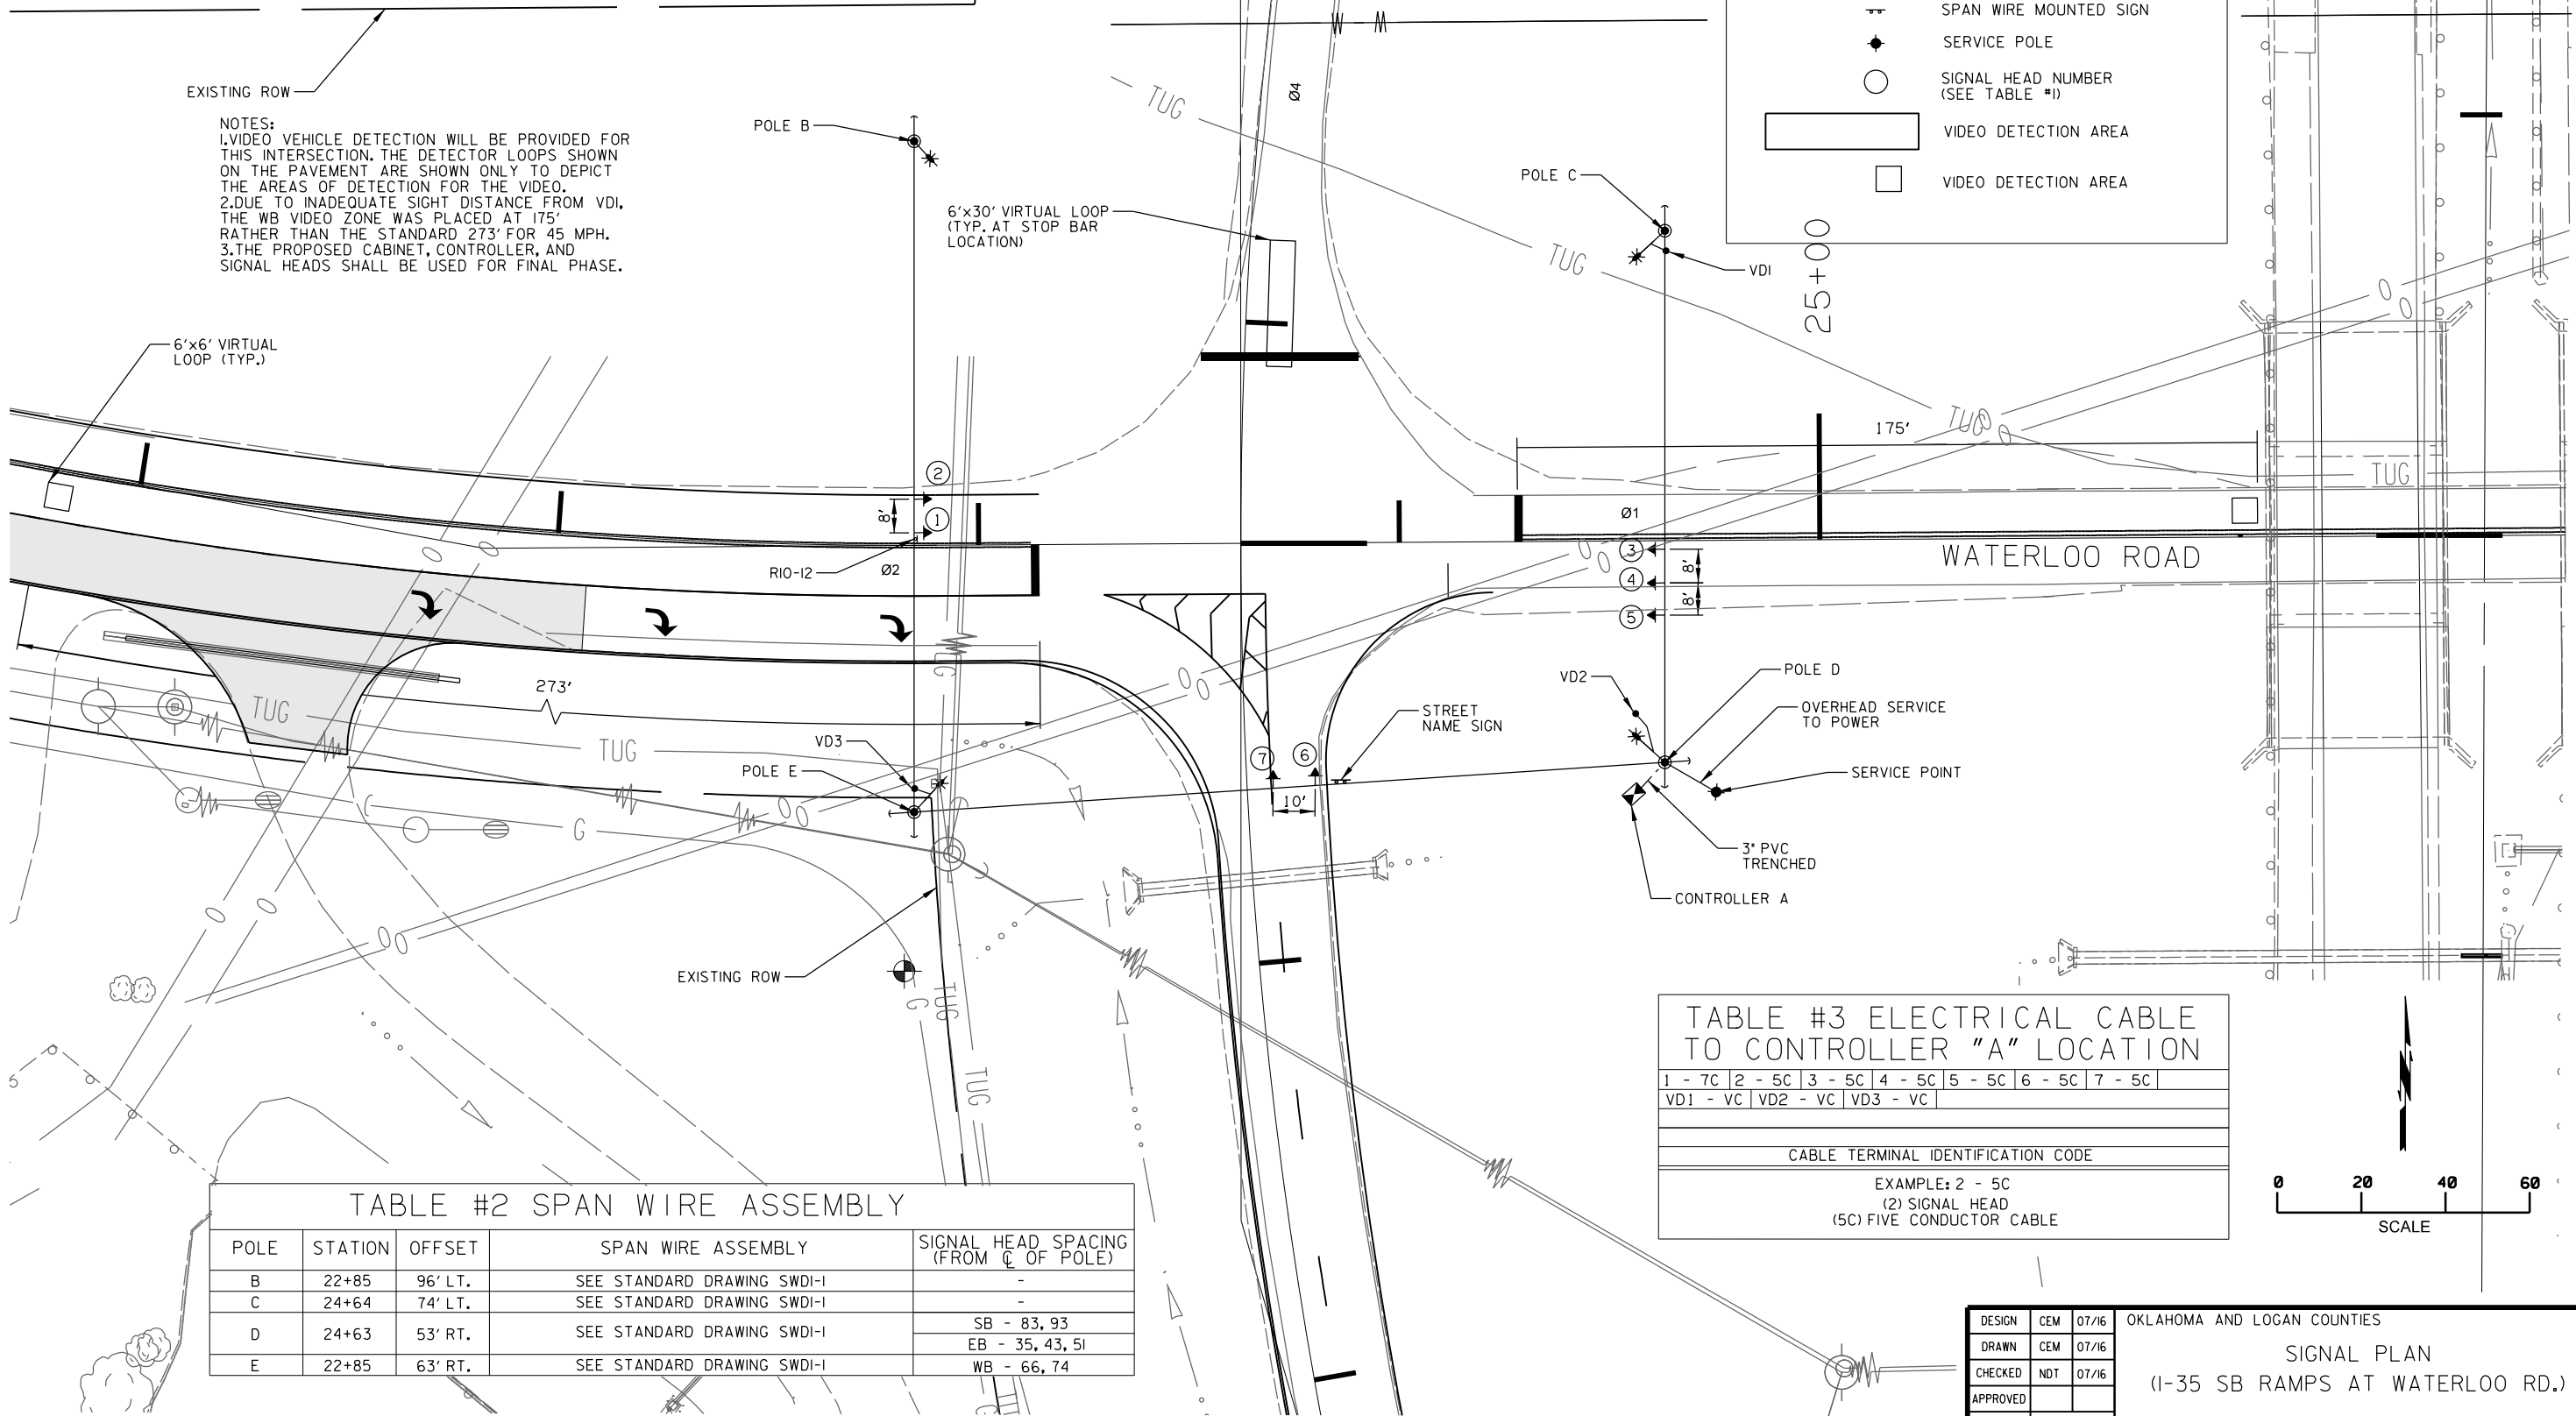 EXISTING ROW
NOTES:
1.VIDEO VEHICLE DETECTION WILL BE PROVIDED FOR
THIS INTERSECTION. THE DETECTOR LOOPS SHOWN
ON THE PAVEMENT ARE SHOWN ONLY TO DEPICT
THE AREAS OF DETECTION FOR THE VIDEO.
2.DUE TO INADEQUATE SIGHT DISTANCE FROM VD1,
THE WB VIDEO ZONE WAS PLACED AT 175'
RATHER THAN THE STANDARD 273' FOR 45 MPH.
3.THE PROPOSED CABINET, CONTROLLER, AND
SIGNAL HEADS SHALL BE USED FOR FINAL PHASE.
POLE B
6'x30' VIRTUAL LOOP
(TYP. AT STOP BAR
LOCATION)
W
M
Ø4
TUG
TUG
POLE C
VD1
25+00
SPAN WIRE MOUNTED SIGN
SERVICE POLE
SIGNAL HEAD NUMBER
(SEE TABLE #1)
VIDEO DETECTION AREA
VIDEO DETECTION AREA
6'x6' VIRTUAL
LOOP (TYP.)
175'
TUG
TUG
2
8'
1
R10-12
Ø2
Ø1
3
4
5
8'
8'
WATERLOO ROAD
273'
TUG
TUG
VD3
POLE E
7
6
10'
STREET
NAME SIGN
VD2
POLE D
OVERHEAD SERVICE
TO POWER
SERVICE POINT
3" PVC
TRENCHED
CONTROLLER A
C
G
EXISTING ROW
G
TUG
TUG
TABLE #3 ELECTRICAL CABLE
TO CONTROLLER "A" LOCATION
1 - 7C 2 - 5C 3 - 5C 4 - 5C 5 - 5C 6 - 5C 7 - 5C
VD1 - VC VD2 - VC VD3 - VC
CABLE TERMINAL IDENTIFICATION CODE
EXAMPLE: 2 - 5C
(2) SIGNAL HEAD
(5C) FIVE CONDUCTOR CABLE
0 20 40 60
SCALE
TABLE #2 SPAN WIRE ASSEMBLY
POLE STATION OFFSET SPAN WIRE ASSEMBLY SIGNAL HEAD SPACING
(FROM ℄ OF POLE)
B 22+85 96' LT. SEE STANDARD DRAWING SWD1-1 -
C 24+64 74' LT. SEE STANDARD DRAWING SWD1-1 -
D 24+63 53' RT. SEE STANDARD DRAWING SWD1-1 SB - 83, 93
EB - 35, 43, 51
E 22+85 63' RT. SEE STANDARD DRAWING SWD1-1 WB - 66, 74
DESIGN CEM 07/16 OKLAHOMA AND LOGAN COUNTIES
DRAWN CEM 07/16
CHECKED NDT 07/16
APPROVED
SIGNAL PLAN
(I-35 SB RAMPS AT WATERLOO RD.)